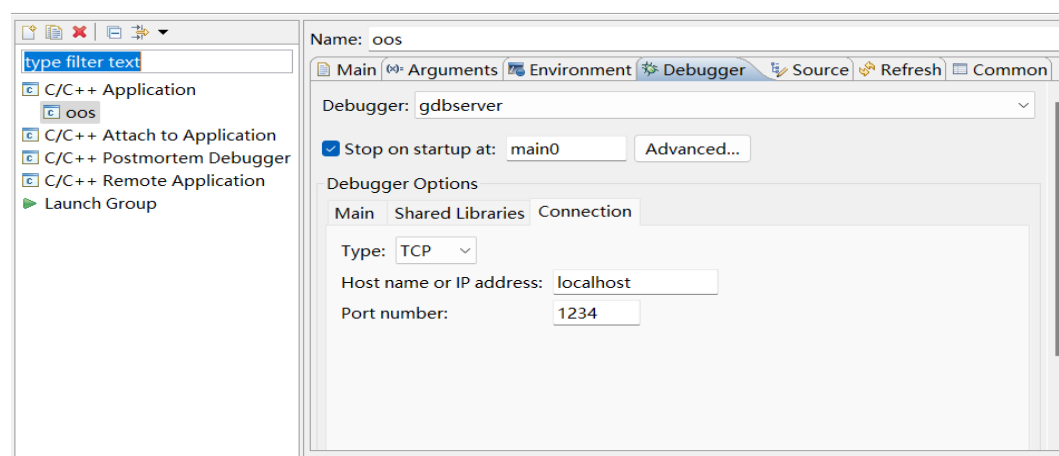 type filter text
C/C++ Application
oos
C/C++ Attach to Application
C/C++ Postmortem Debugger
C/C++ Remote Application
Launch Group
Name: oos
Main Arguments Environment Debugger Source Refresh Common
Debugger: gdbserver
Stop on startup at: main0 Advanced...
Debugger Options
Main Shared Libraries Connection
Type: TCP
Host name or IP address: localhost
Port number: 1234